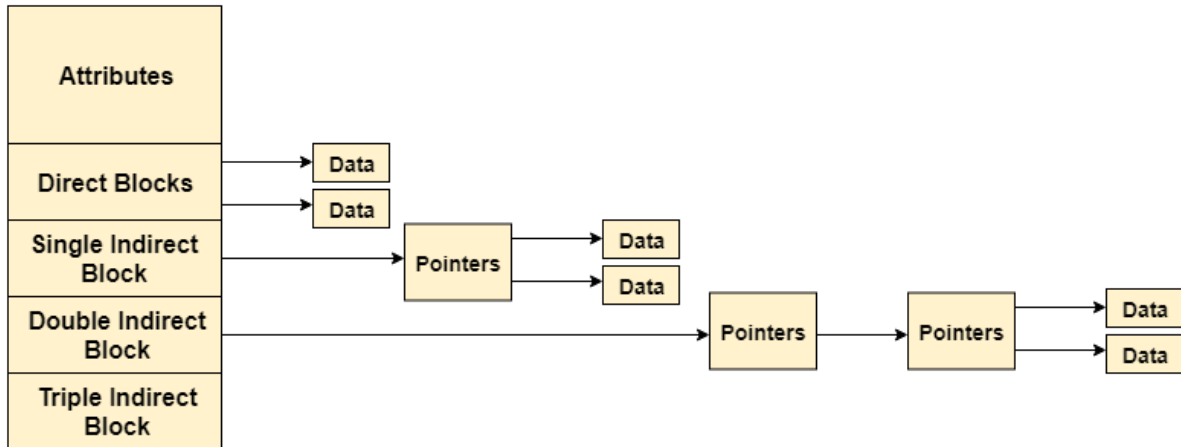 Attributes
Direct Blocks
Data
Data
Single Indirect
Block
Pointers
Data
Data
Double Indirect
Block
Pointers
Pointers
Data
Data
Triple Indirect
Block